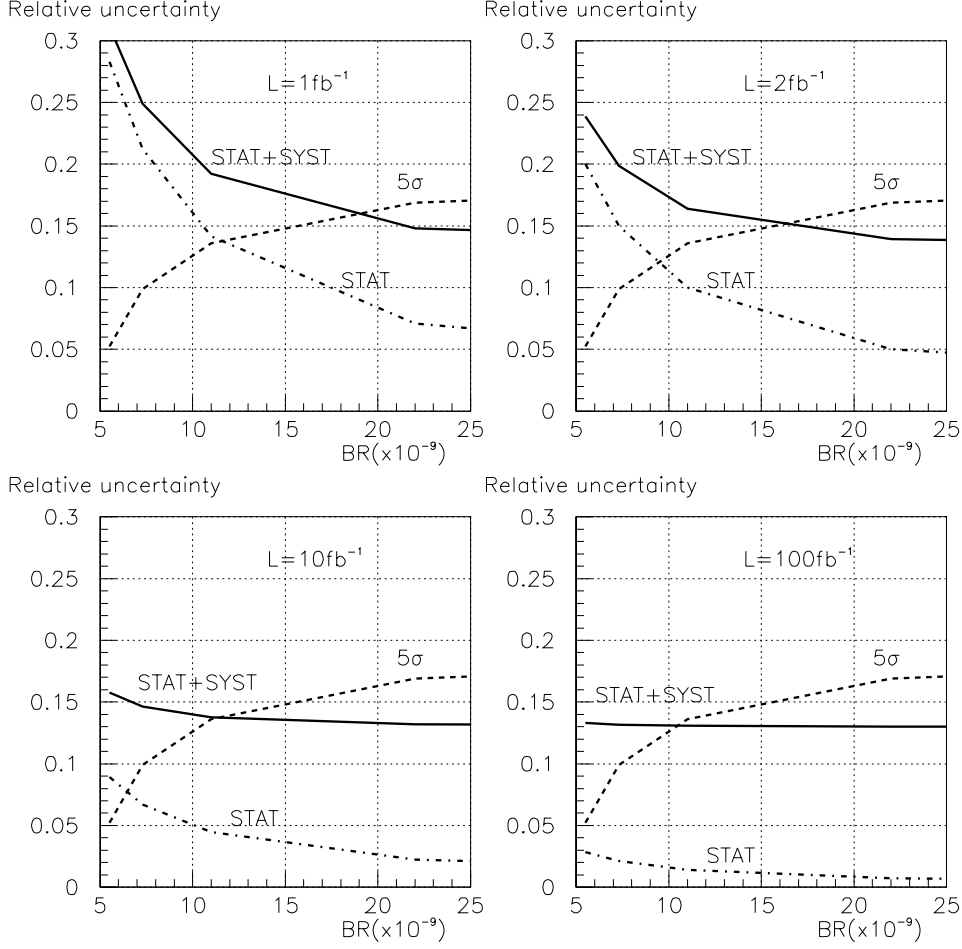 Relative uncertainty
0.3
0.25
0.2
0.15
0.1
0.05
0
L=1fb⁻¹
STAT+SYST
5σ
STAT
5 10 15 20 25
BR(x10⁻⁹)
Relative uncertainty
0.3
0.25
0.2
0.15
0.1
0.05
0
L=2fb⁻¹
STAT+SYST
5σ
STAT
5 10 15 20 25
BR(x10⁻⁹)
Relative uncertainty
0.3
0.25
0.2
0.15
0.1
0.05
0
L=10fb⁻¹
5σ
STAT+SYST
STAT
5 10 15 20 25
BR(x10⁻⁹)
Relative uncertainty
0.3
0.25
0.2
0.15
0.1
0.05
0
L=100fb⁻¹
5σ
STAT+SYST
STAT
5 10 15 20 25
BR(x10⁻⁹)